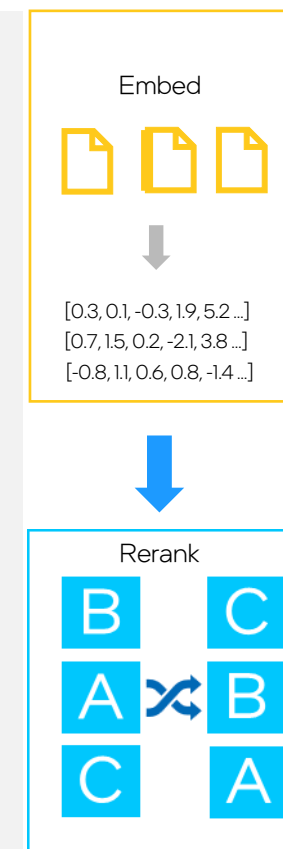 Embed
[0.3, 0.1, -0.3, 1.9, 5.2 ...]
[0.7, 1.5, 0.2, -2.1, 3.8 ...]
[-0.8, 1.1, 0.6, 0.8, -1.4 ...]
Rerank
B C
A B
C A